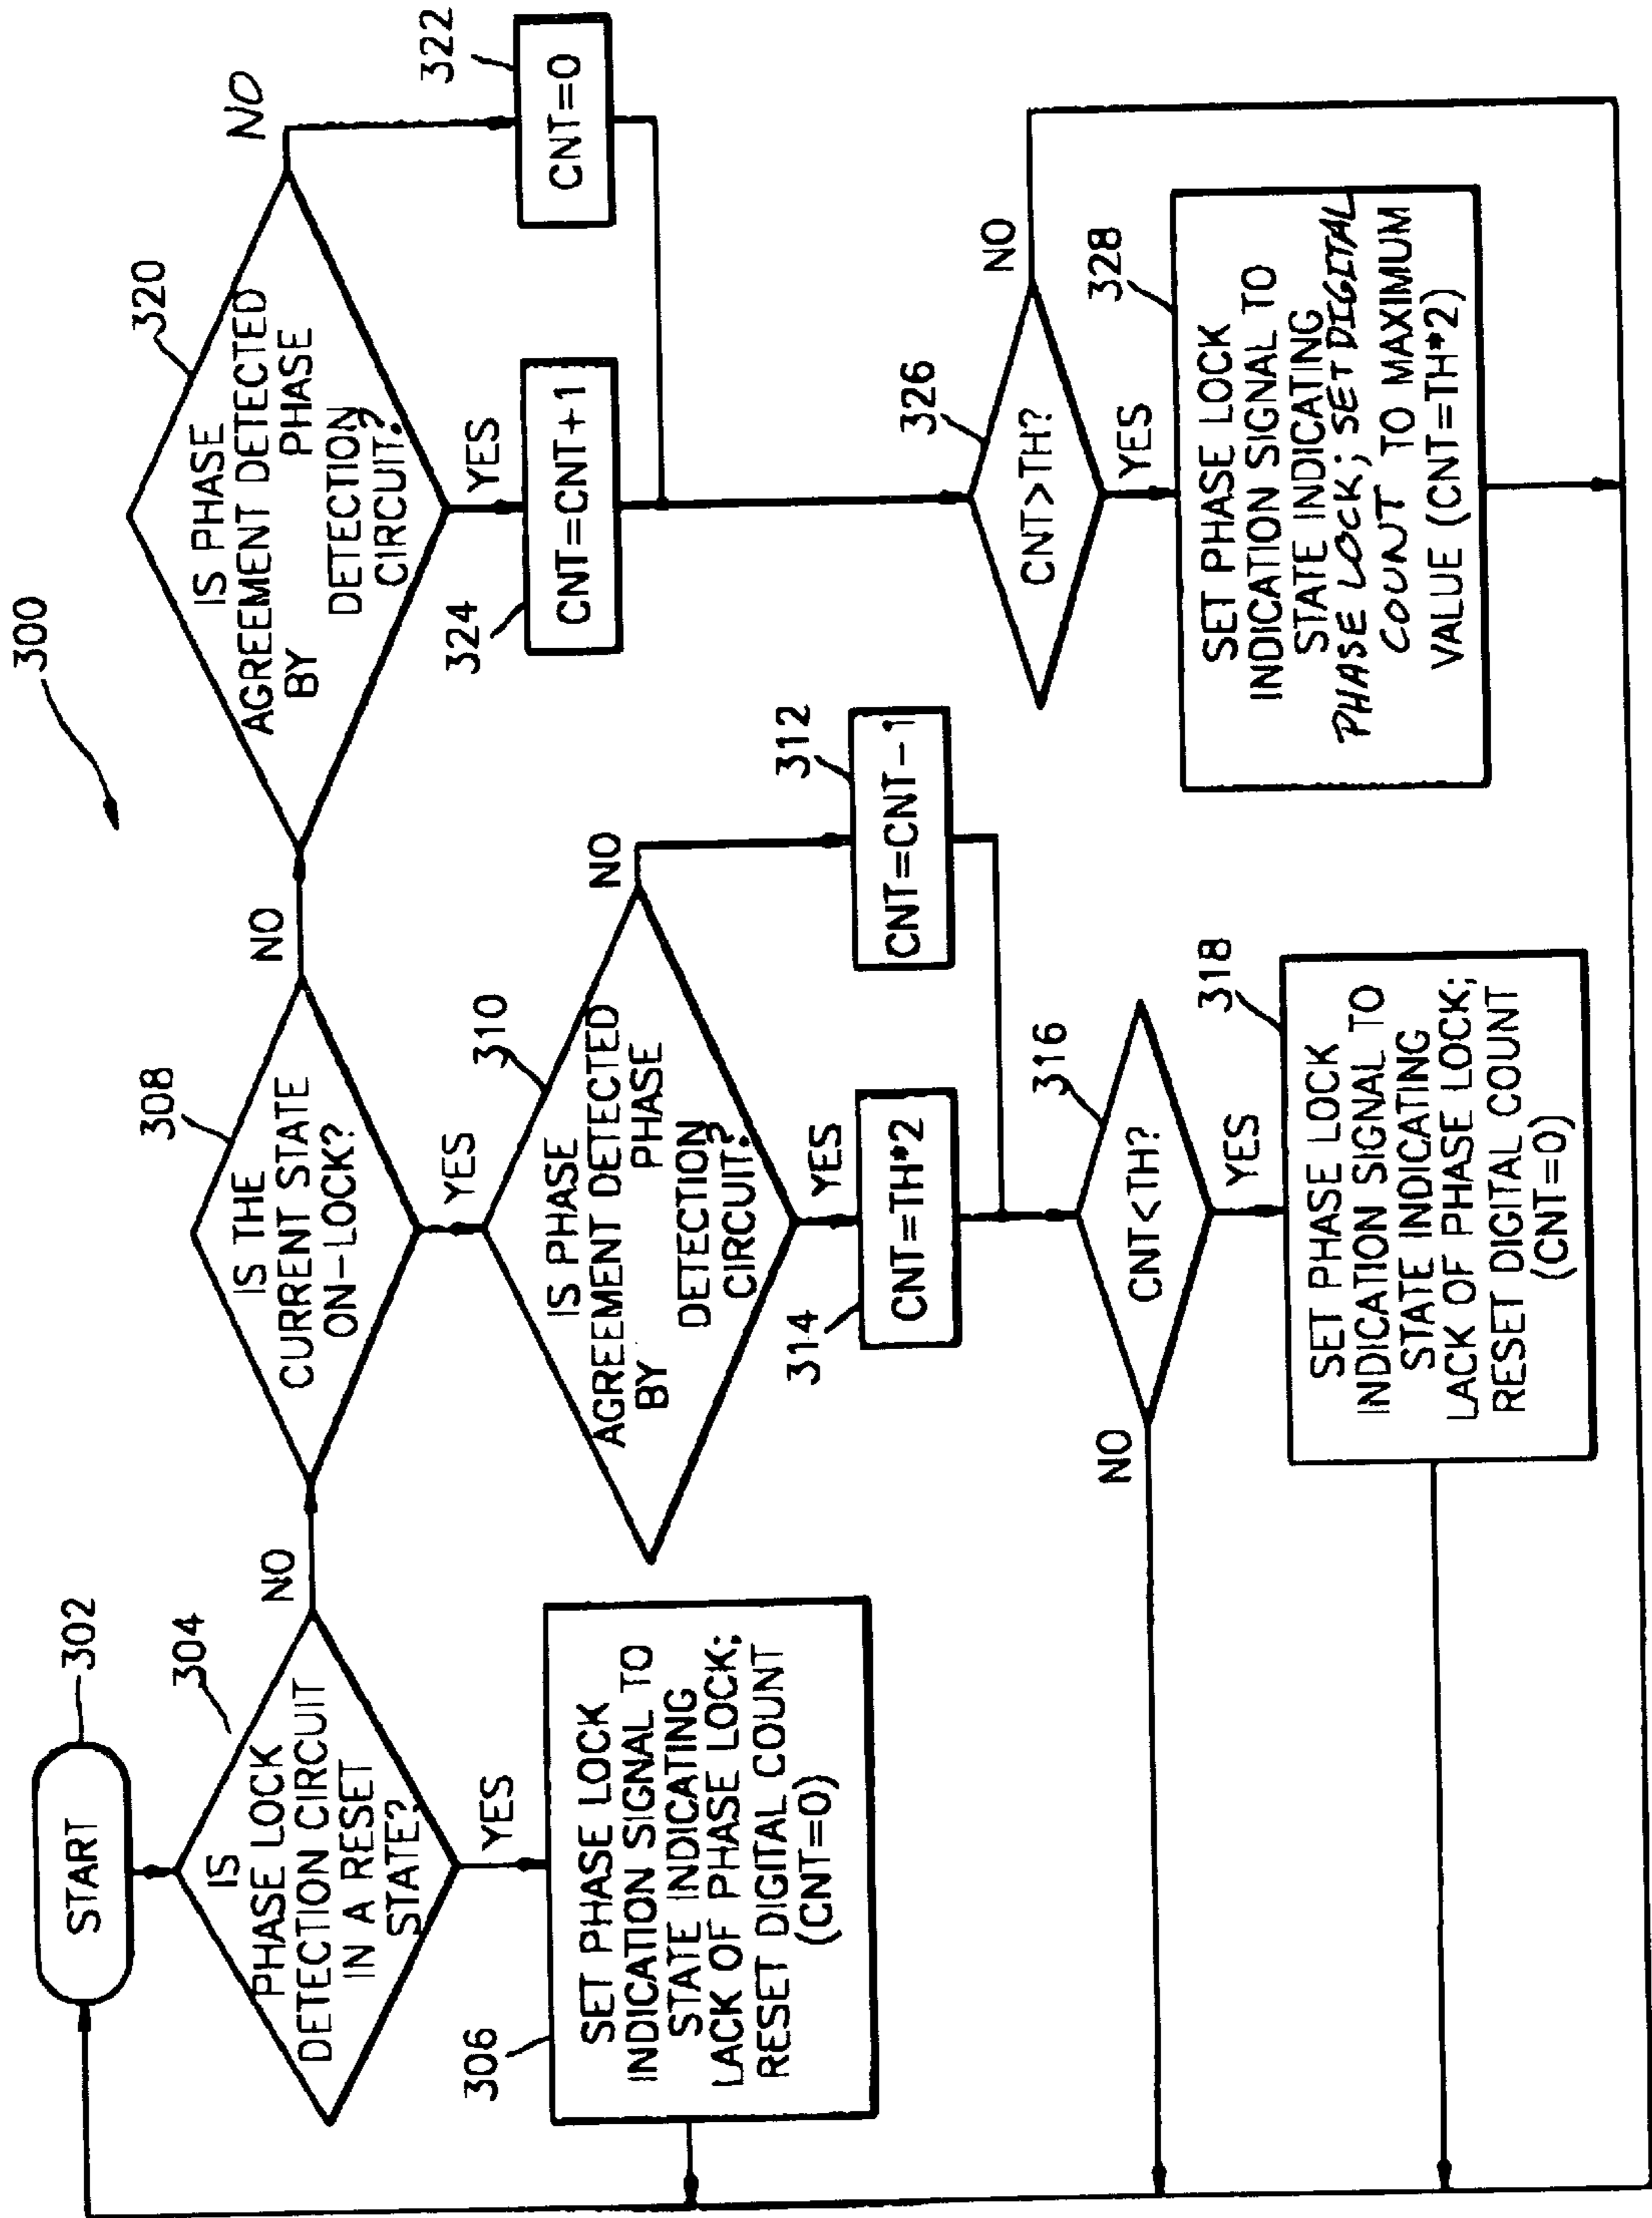 300
START
302
IS
PHASE LOCK
DETECTION CIRCUIT
IN A RESET
STATE?
304
NO
YES
306
SET PHASE LOCK
INDICATION SIGNAL TO
STATE INDICATING
LACK OF PHASE LOCK;
RESET DIGITAL COUNT
(CNT=0)
308
IS THE
CURRENT STATE
ON-LOCK?
NO
YES
310
IS PHASE
AGREEMENT DETECTED
BY PHASE
DETECTION
CIRCUIT?
NO
312
CNT=CNT-1
YES
314
CNT=TH*2
316
CNT<TH?
NO
YES
318
SET PHASE LOCK
INDICATION SIGNAL TO
STATE INDICATING
LACK OF PHASE LOCK;
RESET DIGITAL COUNT
(CNT=0)
320
IS PHASE
AGREEMENT DETECTED
BY PHASE
DETECTION
CIRCUIT?
NO
322
CNT=0
YES
324
CNT=CNT+1
326
CNT>TH?
NO
YES
328
SET PHASE LOCK
INDICATION SIGNAL TO
STATE INDICATING
PHASE LOCK; SET DIGITAL
COUNT TO MAXIMUM
VALUE (CNT=TH*2)